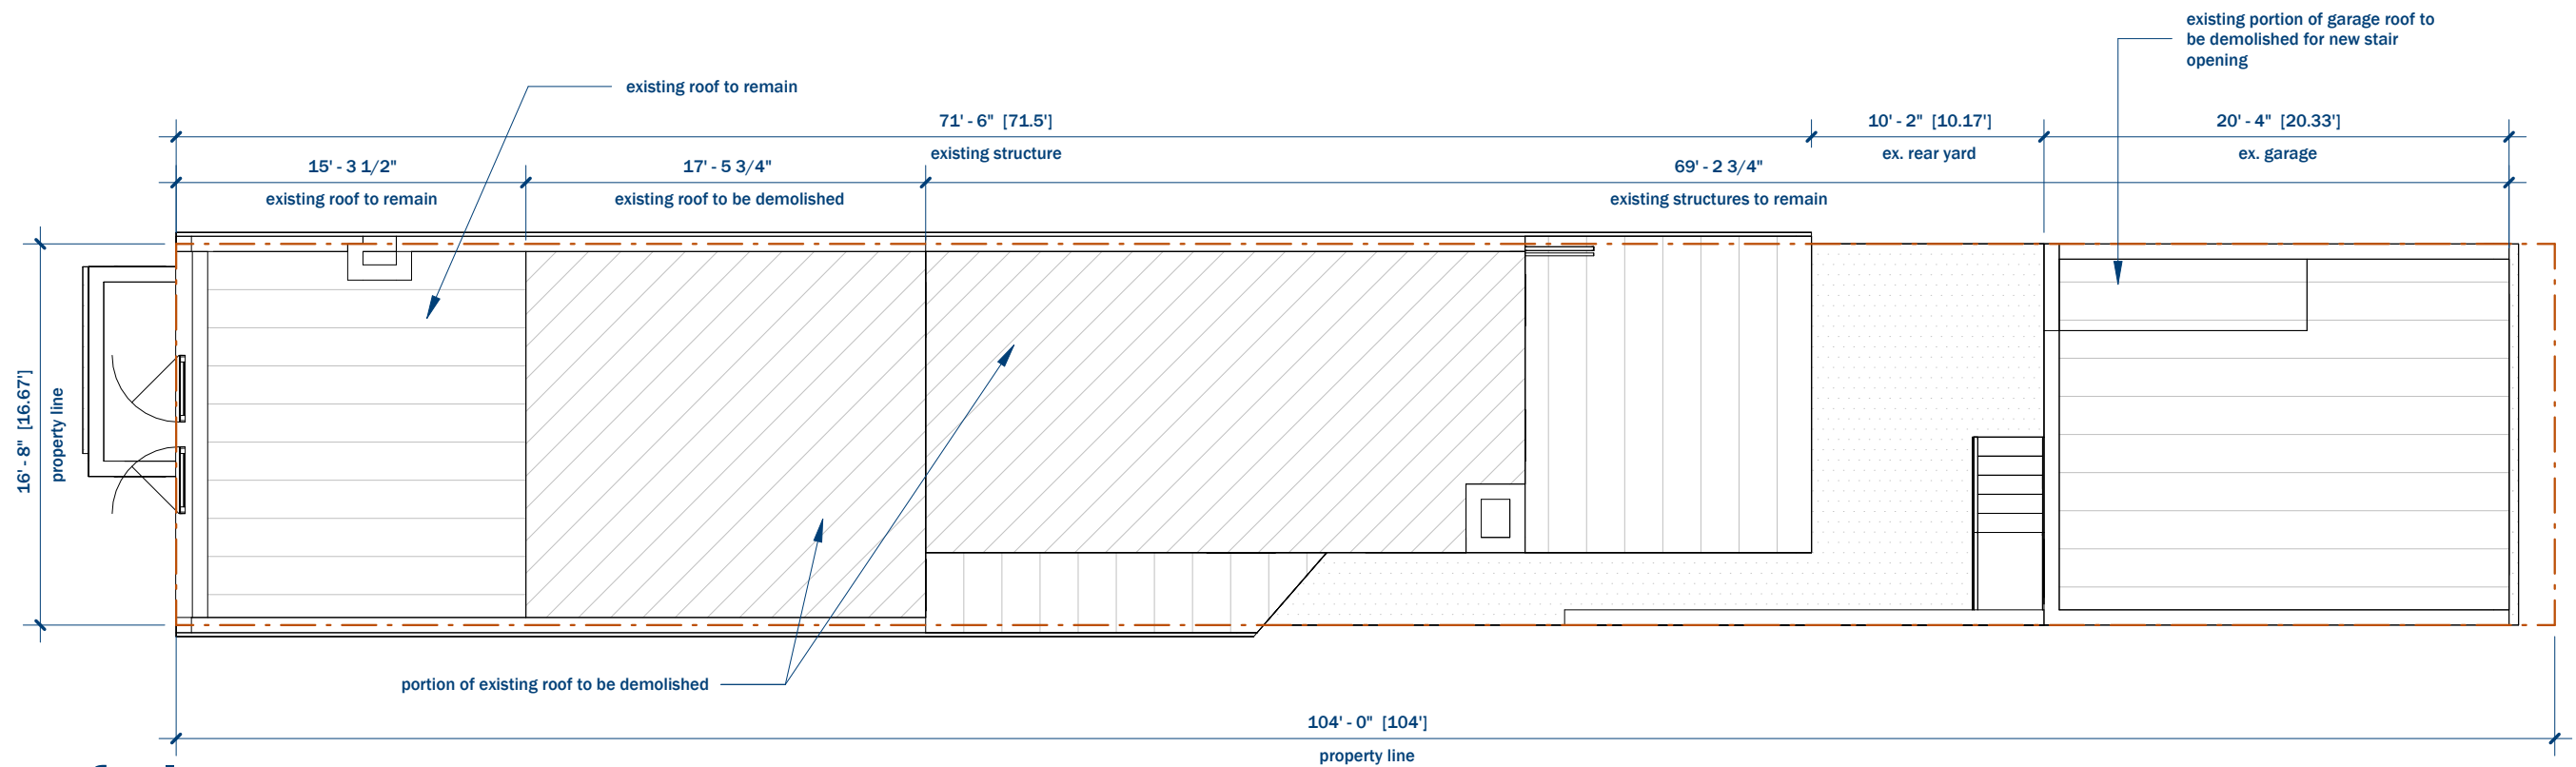 existing portion of garage roof to
be demolished for new stair
opening
existing roof to remain
71' - 6" [71.5']
10' - 2" [10.17']
20' - 4" [20.33']
existing structure
ex. rear yard
ex. garage
15' - 3 1/2"
17' - 5 3/4"
69' - 2 3/4"
existing roof to remain
existing roof to be demolished
existing structures to remain
16' - 8" [16.67']
property line
portion of existing roof to be demolished
104' - 0" [104']
property line